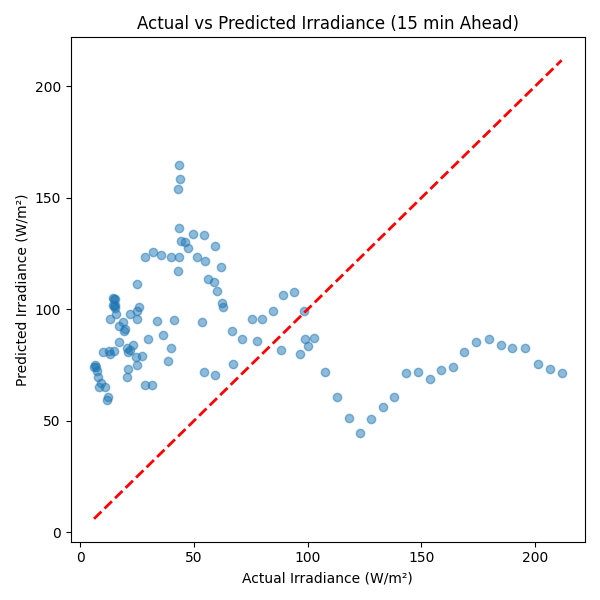 Actual vs Predicted Irradiance (15 min Ahead)
Predicted Irradiance (W/m²)
200
150
100
50
0
0 50 100 150 200
Actual Irradiance (W/m²)